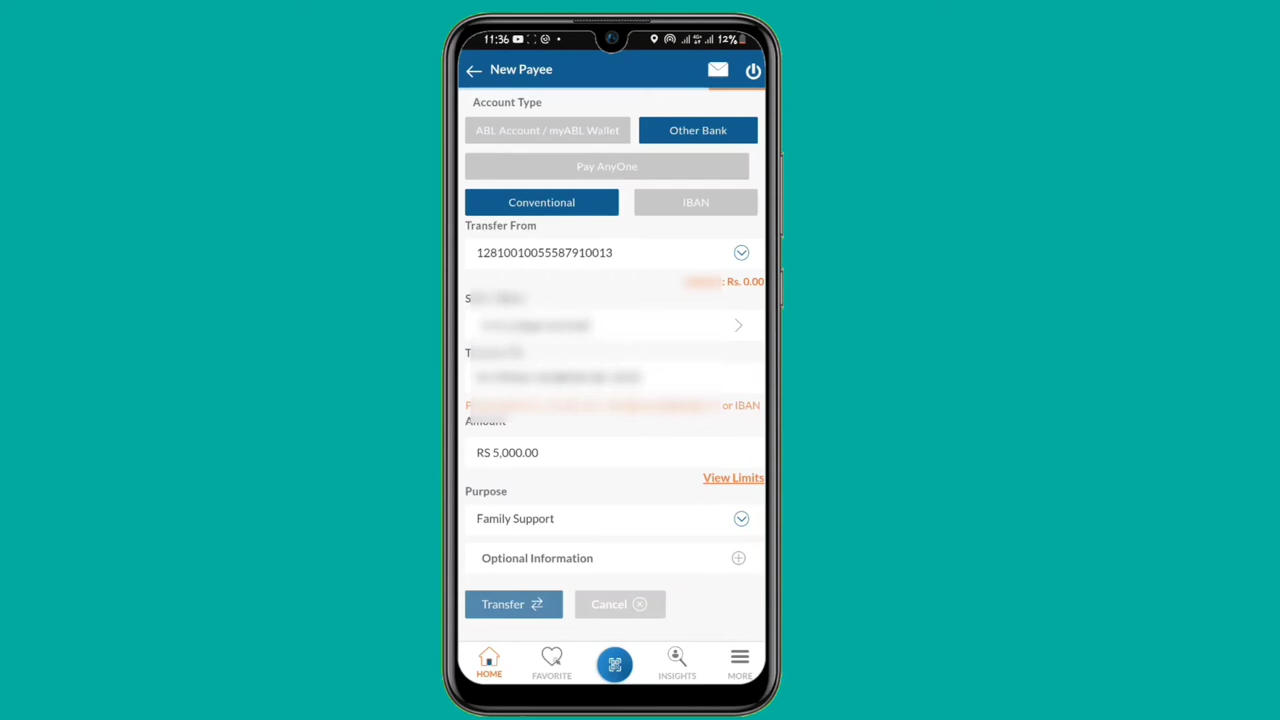 11:36 12%
New Payee
Account Type
ABL Account / myABL Wallet Other Bank
Pay AnyOne
Conventional IBAN
Transfer From
12810010055587910013
: Rs. 0.00
or IBAN
Amount
RS 5,000.00
View Limits
Purpose
Family Support
Optional Information
Transfer Cancel
HOME FAVORITE INSIGHTS MORE